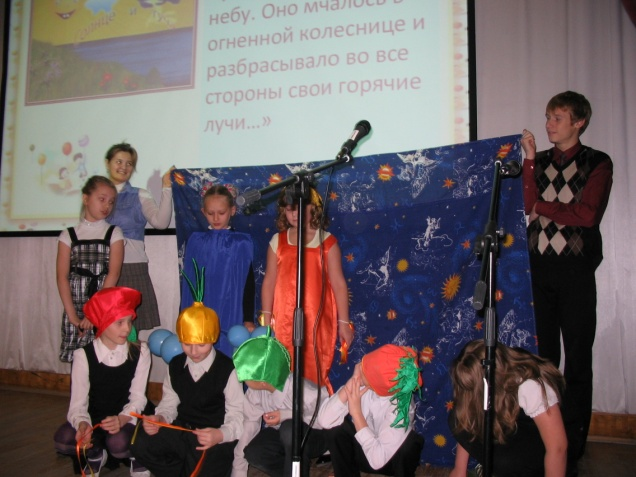 небу. Оно мчалось в
огненной колеснице и
разбрасывало во все
стороны свои горячие
лучи...»